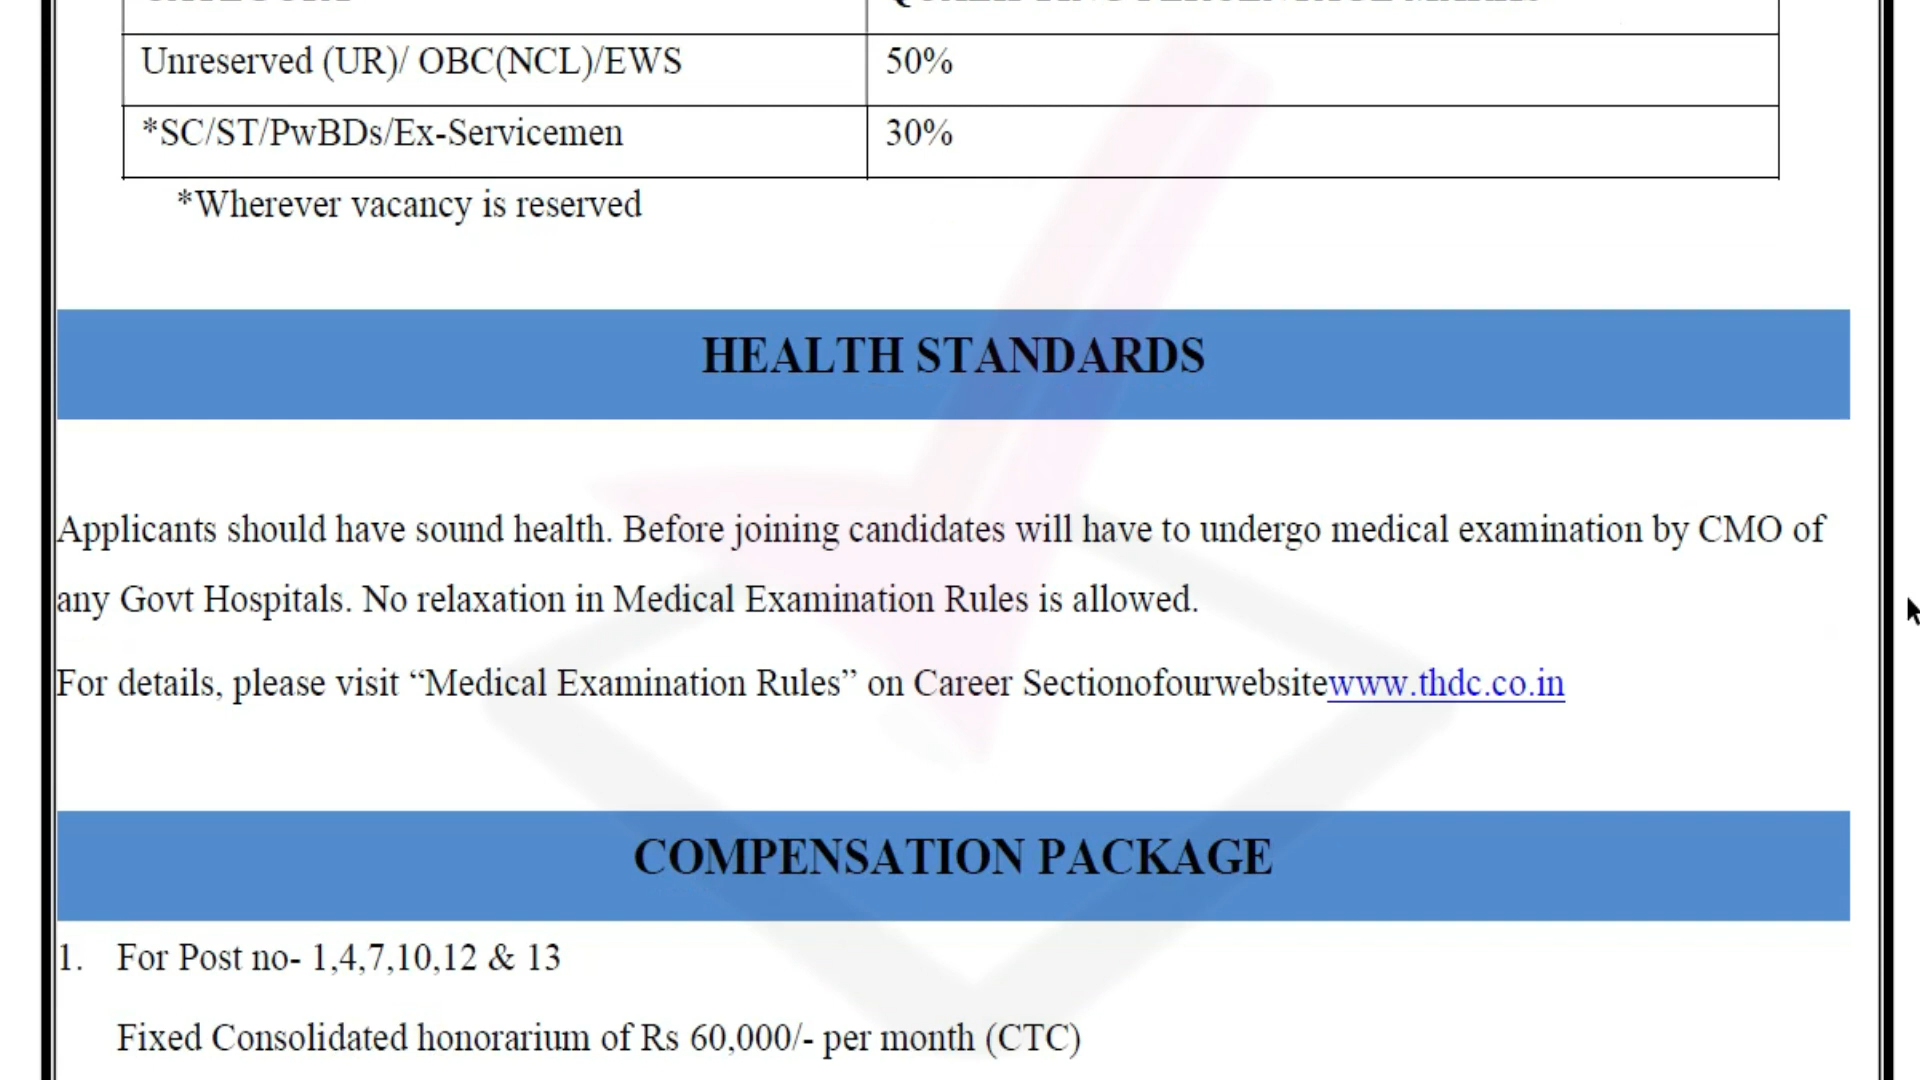 Unreserved (UR)/ OBC(NCL)/EWS 50%
*SC/ST/PwBDs/Ex-Servicemen 30%
*Wherever vacancy is reserved
HEALTH STANDARDS
Applicants should have sound health. Before joining candidates will have to undergo medical examination by CMO of
any Govt Hospitals. No relaxation in Medical Examination Rules is allowed.
For details, please visit “Medical Examination Rules” on Career Sectionofourwebsitewww.thdc.co.in
COMPENSATION PACKAGE
1. For Post no- 1,4,7,10,12 & 13
Fixed Consolidated honorarium of Rs 60,000/- per month (CTC)